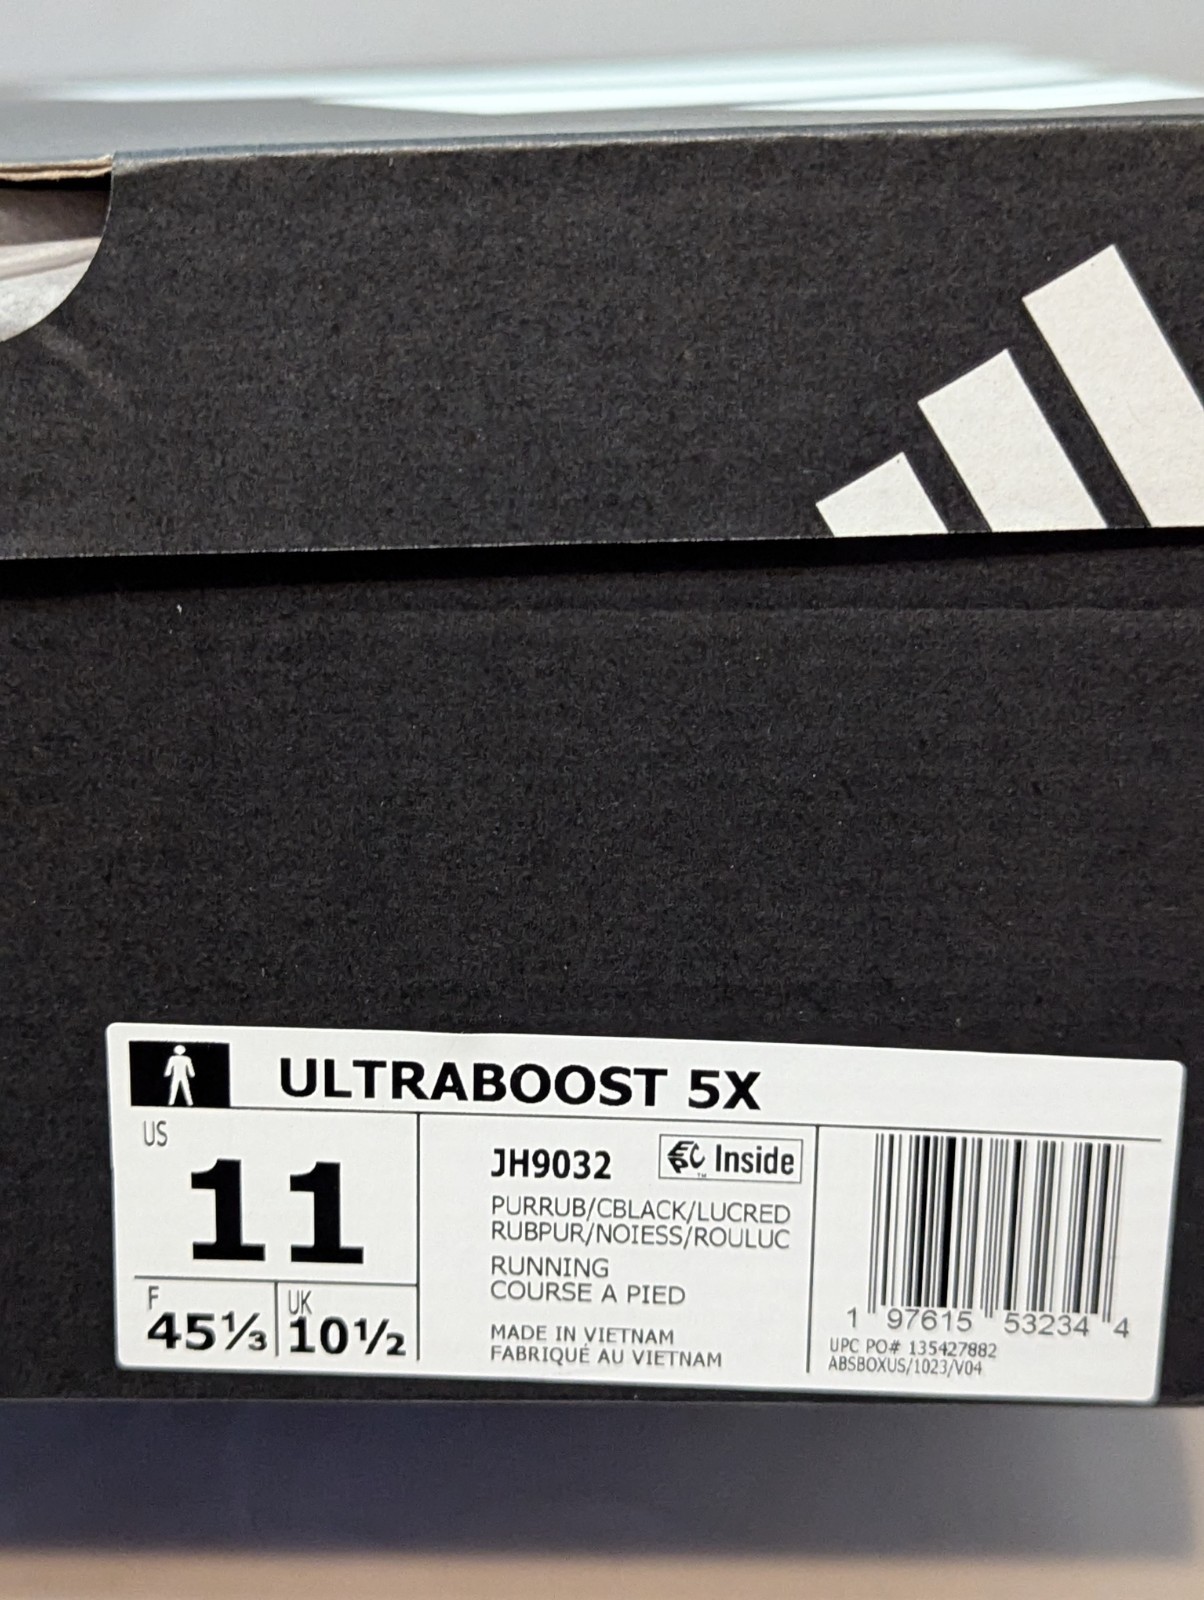 ULTRABOOST 5X
US
11
F
45⅓
UK
10½
JH9032
EPC Inside
PURRUB/CBLACK/LUCRED
RUBPUR/NOIESS/ROULUC
RUNNING
COURSE A PIED
MADE IN VIETNAM
FABRIQUÉ AU VIETNAM
1 97615 53234 4
UPC PO# 135427882
ABSBOXUS/1023/V04